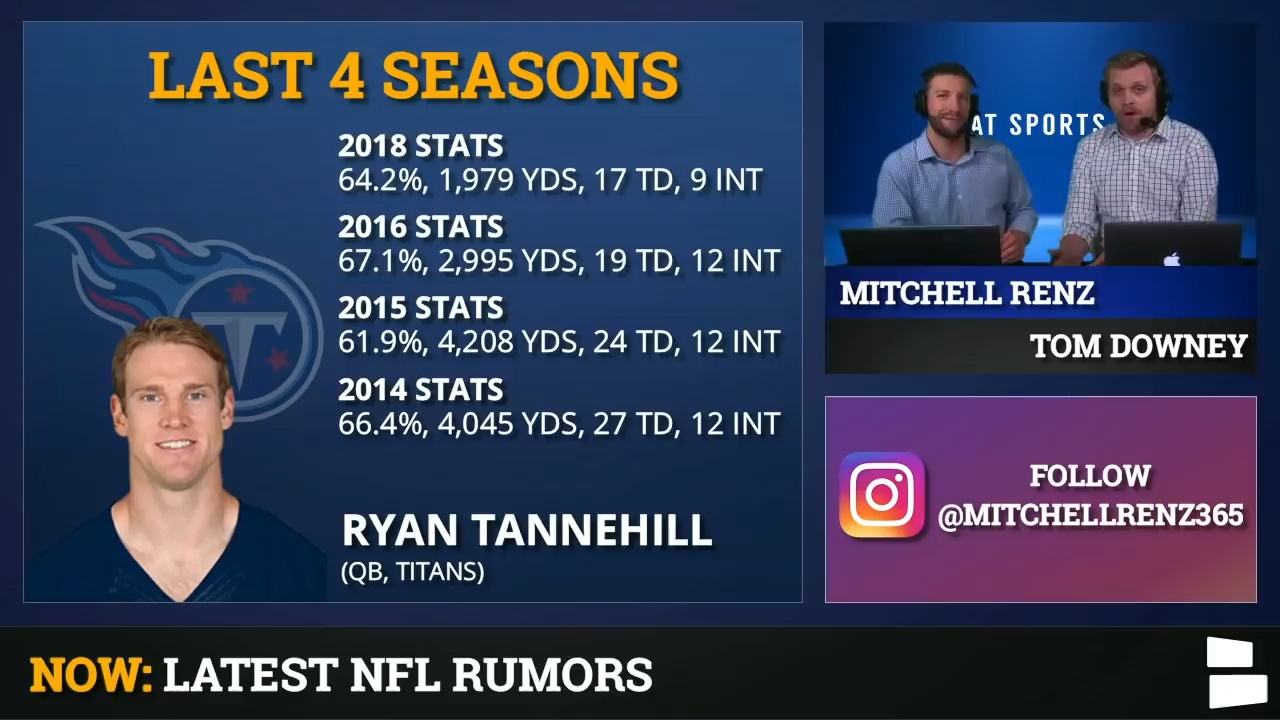 LAST 4 SEASONS
2018 STATS
64.2%, 1,979 YDS, 17 TD, 9 INT
2016 STATS
67.1%, 2,995 YDS, 19 TD, 12 INT
2015 STATS
61.9%, 4,208 YDS, 24 TD, 12 INT
2014 STATS
66.4%, 4,045 YDS, 27 TD, 12 INT
RYAN TANNEHILL
(QB, TITANS)
AT SPORTS
MITCHELL RENZ
TOM DOWNEY
FOLLOW
@MITCHELLRENZ365
NOW: LATEST NFL RUMORS